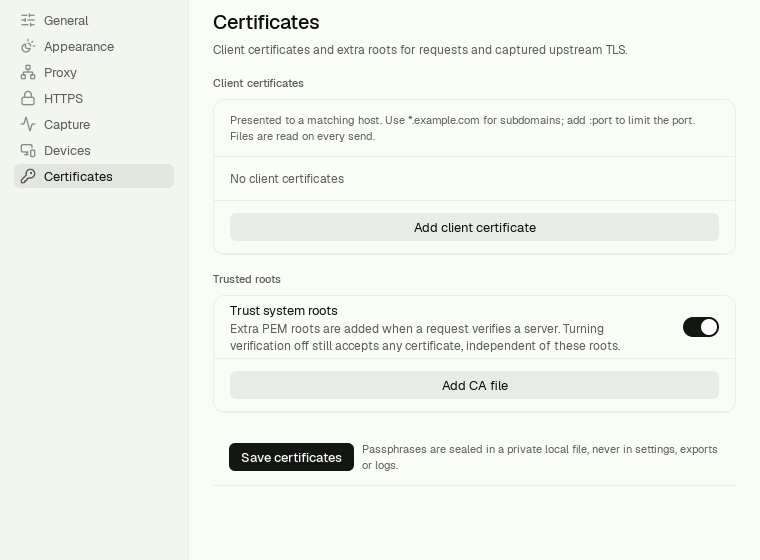 General
Appearance
Proxy
HTTPS
Capture
Devices
Certificates
Certificates
Client certificates and extra roots for requests and captured upstream TLS.
Client certificates
Presented to a matching host. Use *.example.com for subdomains; add :port to limit the port.
Files are read on every send.
No client certificates
Add client certificate
Trusted roots
Trust system roots
Extra PEM roots are added when a request verifies a server. Turning
verification off still accepts any certificate, independent of these roots.
Add CA file
Save certificates
Passphrases are sealed in a private local file, never in settings, exports
or logs.